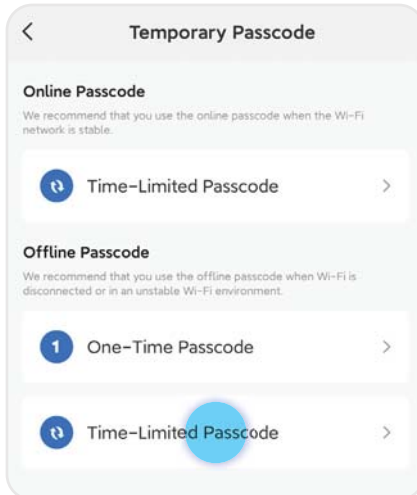 Temporary Passcode
Online Passcode
We recommend that you use the online passcode when the Wi-Fi
network is stable.
Time-Limited Passcode
Offline Passcode
We recommend that you use the offline passcode when Wi-Fi is
disconnected or in an unstable Wi-Fi environment.
1 One-Time Passcode
Time-Limited Passcode